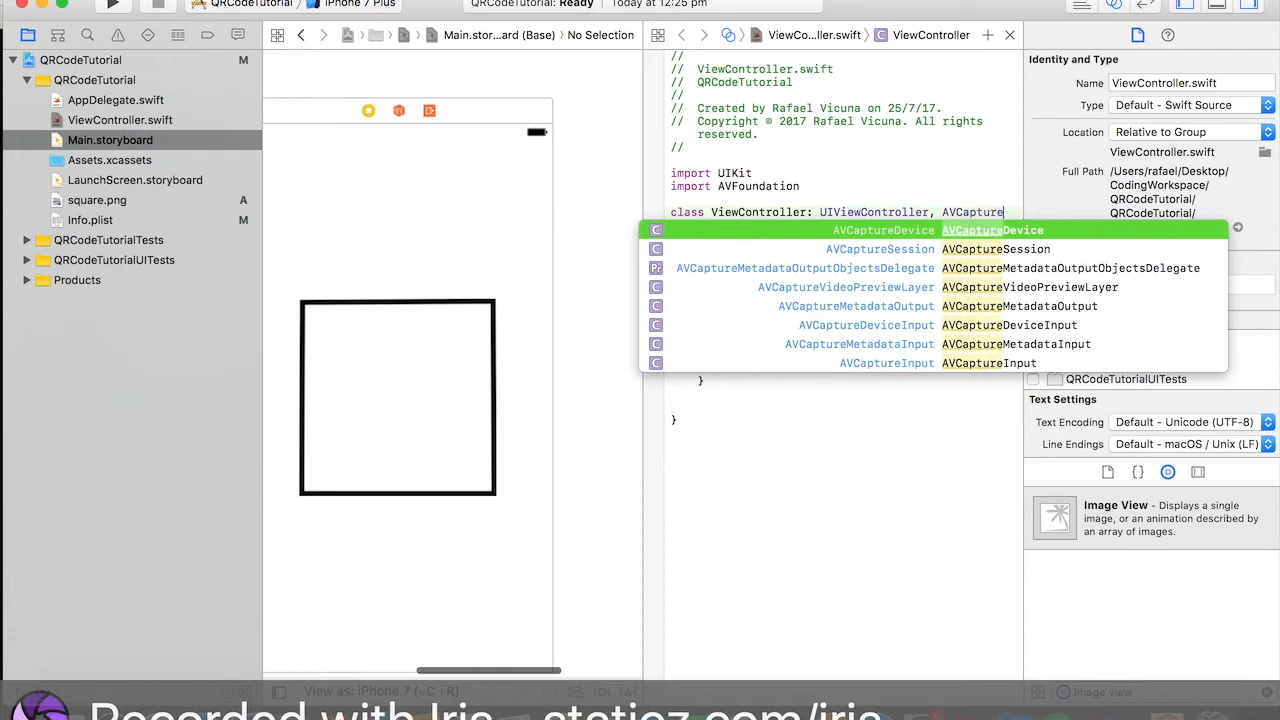 QRCodeTutorial
iPhone 7 Plus
QRCodeTutorial: Ready
Today at 12:25 pm
Main.stor...ard (Base)
No Selection
ViewCo...ller.swift
ViewController
QRCodeTutorial
M
QRCodeTutorial
AppDelegate.swift
ViewController.swift
Main.storyboard
Assets.xcassets
LaunchScreen.storyboard
square.png
A
Info.plist
QRCodeTutorialTests
QRCodeTutorialUITests
Products
//
// ViewController.swift
// QRCodeTutorial
//
// Created by Rafael Vicuna on 25/7/17.
// Copyright © 2017 Rafael Vicuna. All rights
reserved.
//
import UIKit
import AVFoundation
class ViewController: UIViewController, AVCapture
C AVCaptureDevice AVCaptureDevice
C AVCaptureSession AVCaptureSession
Pr AVCaptureMetadataOutputObjectsDelegate AVCaptureMetadataOutputObjectsDelegate
C AVCaptureVideoPreviewLayer AVCaptureVideoPreviewLayer
C AVCaptureMetadataOutput AVCaptureMetadataOutput
C AVCaptureDeviceInput AVCaptureDeviceInput
C AVCaptureMetadataInput AVCaptureMetadataInput
C AVCaptureInput AVCaptureInput
}
}
Identity and Type
Name ViewController.swift
Type Default - Swift Source
Location Relative to Group
ViewController.swift
Full Path /Users/rafael/Desktop/
CodingWorkspace/
QRCodeTutorial/
QRCodeTutorial/
QRCodeTutorialUITests
Text Settings
Text Encoding Default - Unicode (UTF-8)
Line Endings Default - macOS / Unix (LF)
Image View - Displays a single
image, or an animation described by
an array of images.
View as: iPhone 7 (wC hR)
image view
Recorded with Iris - staticz.com/iris